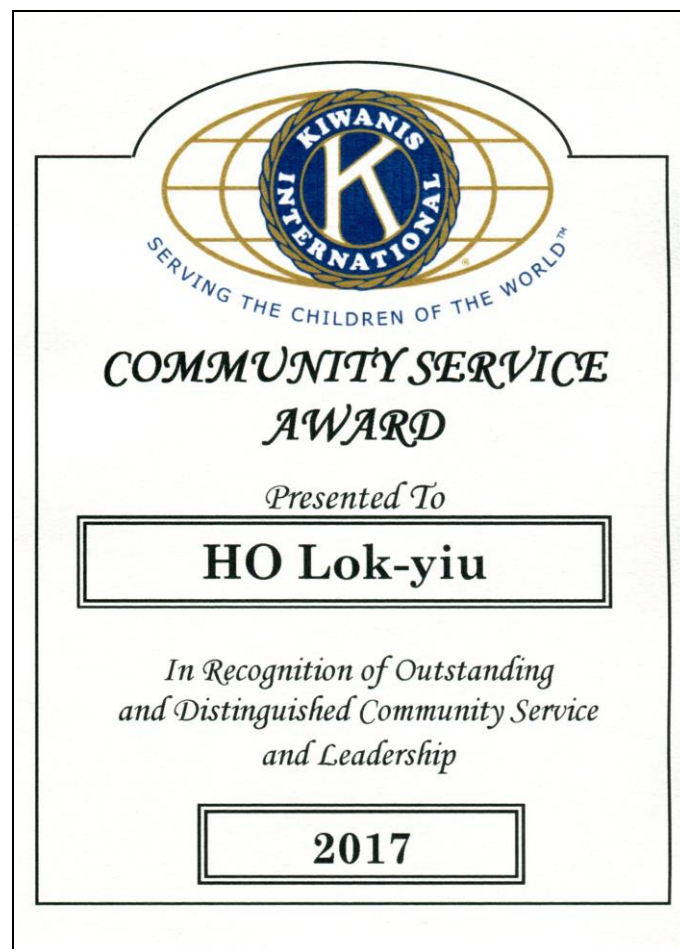 KIWANIS
INTERNATIONAL
K
®
SERVING THE CHILDREN OF THE WORLD™
COMMUNITY SERVICE
AWARD
Presented To
HO Lok-yiu
In Recognition of Outstanding
and Distinguished Community Service
and Leadership
2017